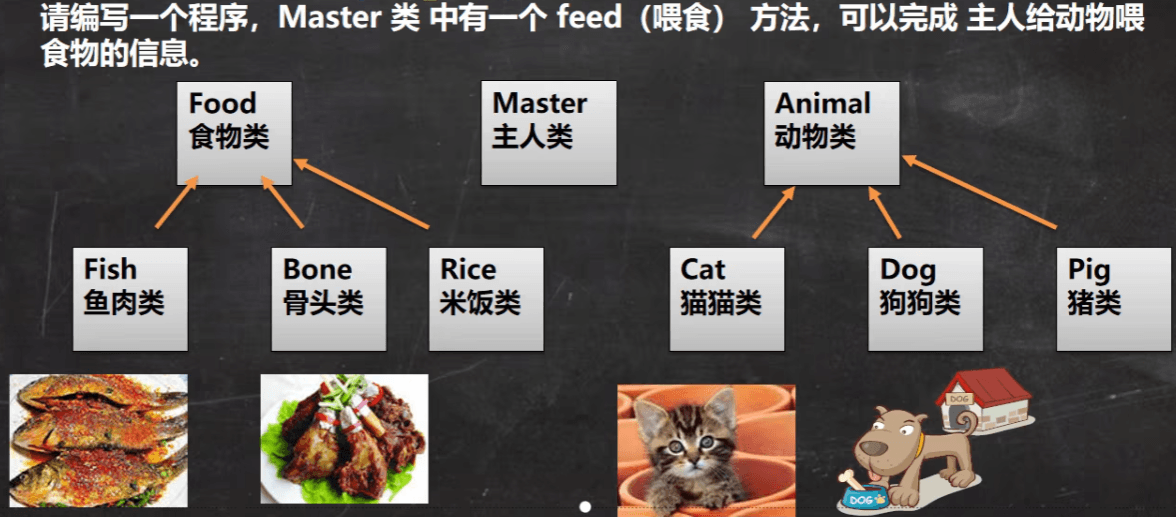 请编写一个程序，Master 类 中有一个 feed（喂食） 方法，可以完成 主人给动物喂
食物的信息。
Food
食物类
Master
主人类
Animal
动物类
Fish
鱼肉类
Bone
骨头类
Rice
米饭类
Cat
猫猫类
Dog
狗狗类
Pig
猪类
DOG
DOG